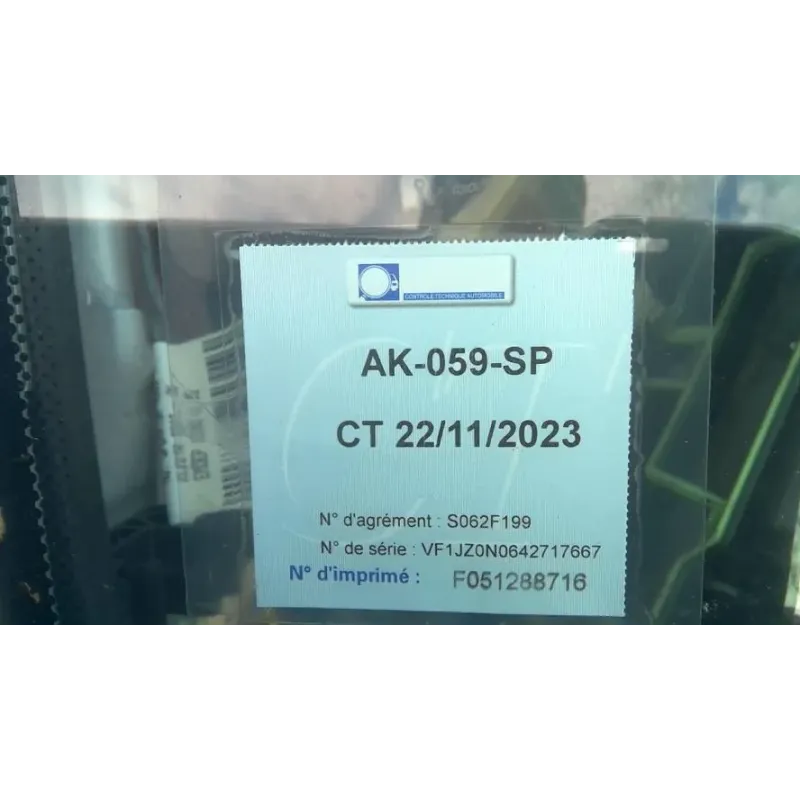 CONTROLE TECHNIQUE AUTOMOBILE
AK-059-SP
CT 22/11/2023
N° d'agrément : S062F199
N° de série : VF1JZ0N0642717667
N° d'imprimé : F051288716